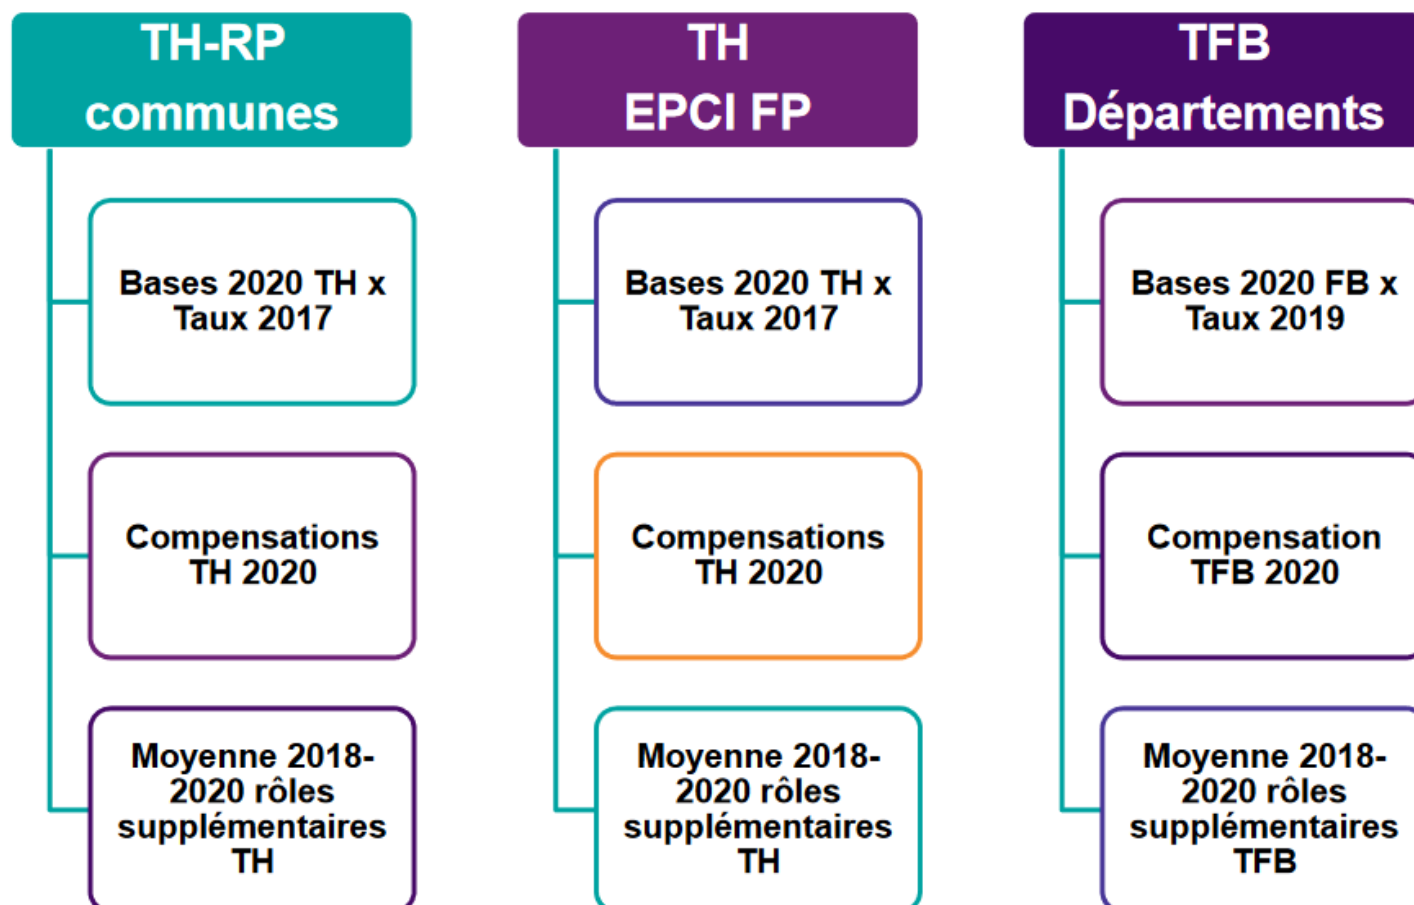 TH-RP
communes
Bases 2020 TH x
Taux 2017
Compensations
TH 2020
Moyenne 2018-
2020 rôles
supplémentaires
TH
TH
EPCI FP
Bases 2020 TH x
Taux 2017
Compensations
TH 2020
Moyenne 2018-
2020 rôles
supplémentaires
TH
TFB
Départements
Bases 2020 FB x
Taux 2019
Compensation
TFB 2020
Moyenne 2018-
2020 rôles
supplémentaires
TFB